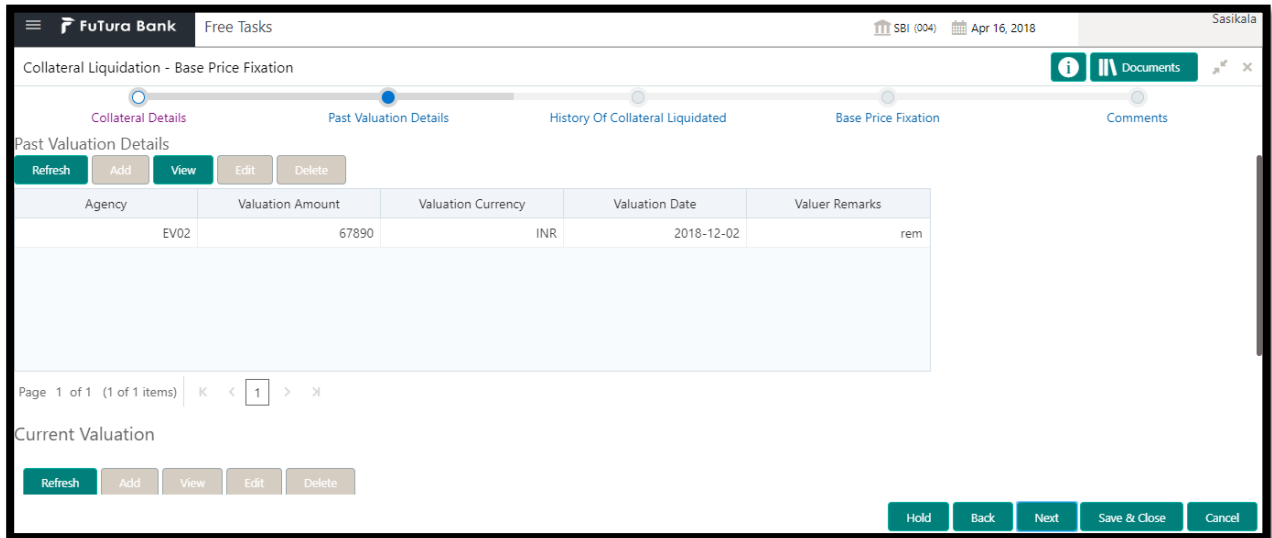 FuTura Bank Free Tasks SBI (004) Apr 16, 2018 Sasikala
Collateral Liquidation - Base Price Fixation Documents
Collateral Details Past Valuation Details History Of Collateral Liquidated Base Price Fixation Comments
Past Valuation Details
Refresh Add View Edit Delete
Agency Valuation Amount Valuation Currency Valuation Date Valuer Remarks
EV02 67890 INR 2018-12-02 rem
Page 1 of 1 (1 of 1 items) 1
Current Valuation
Refresh Add View Edit Delete
Hold Back Next Save & Close Cancel